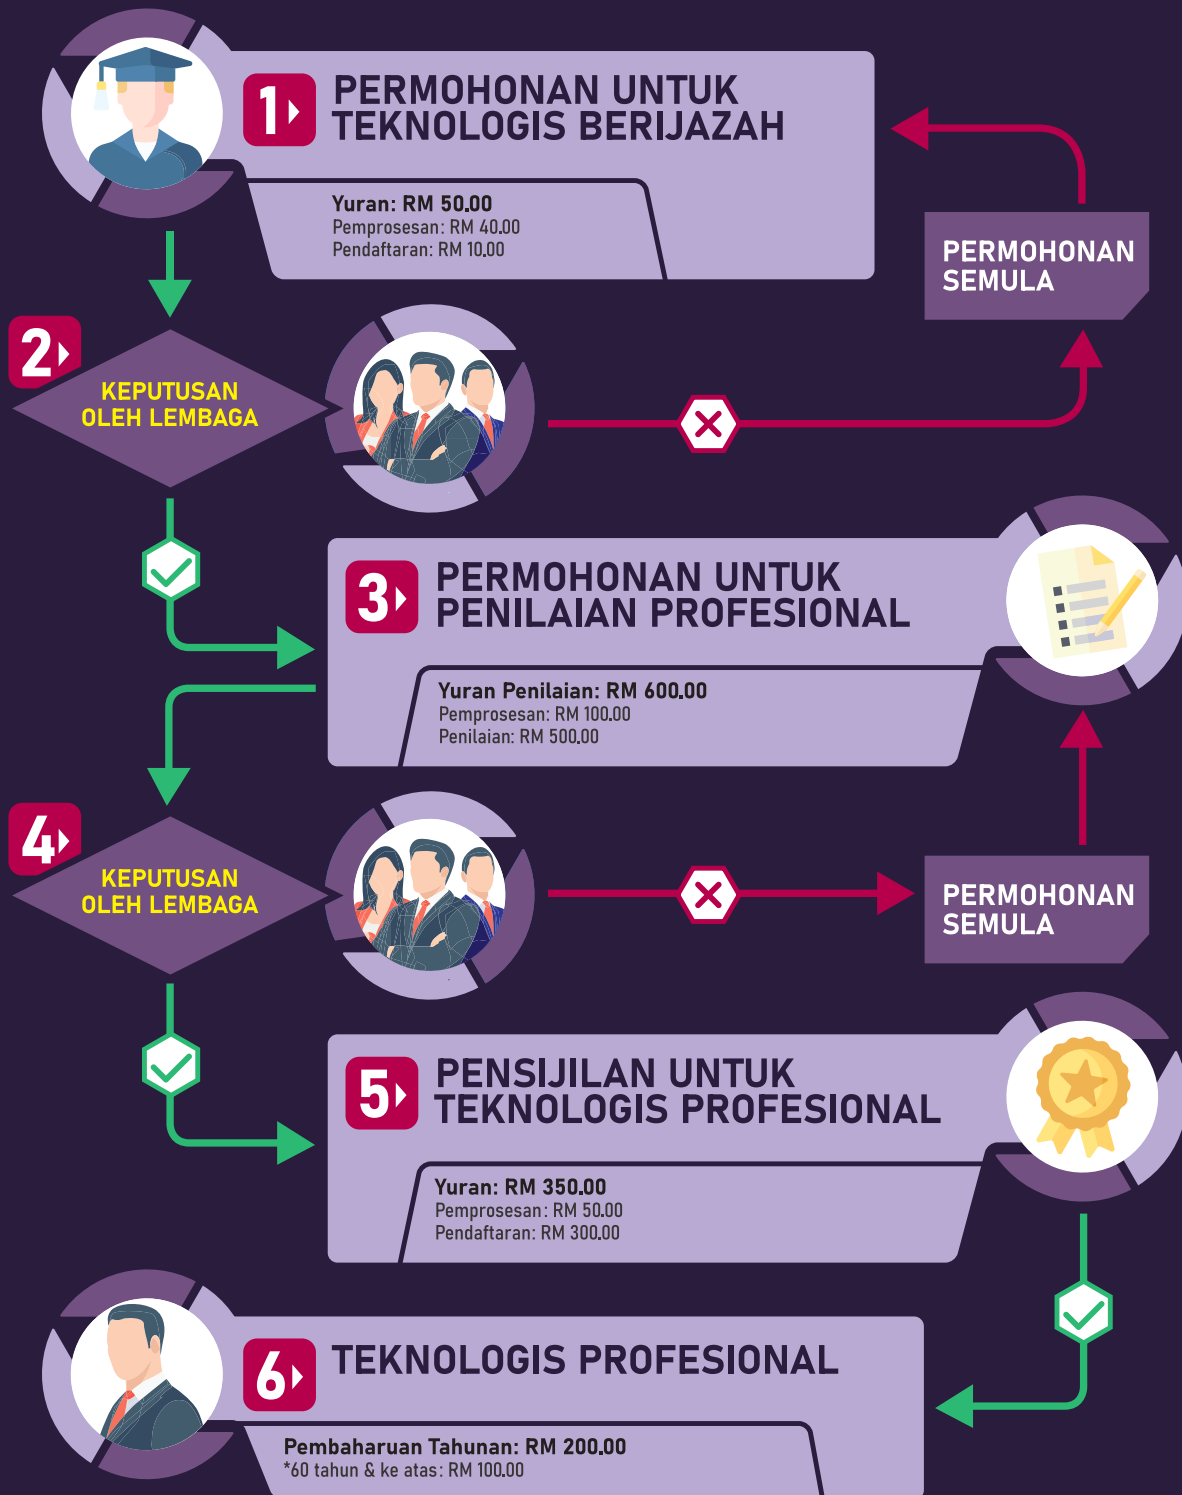 1
PERMOHONAN UNTUK
TEKNOLOGIS BERIJAZAH
Yuran: RM 50.00
Pemprosesan: RM 40.00
Pendaftaran: RM 10.00
PERMOHONAN
SEMULA
2
KEPUTUSAN
OLEH LEMBAGA
3
PERMOHONAN UNTUK
PENILAIAN PROFESIONAL
Yuran Penilaian: RM 600.00
Pemprosesan: RM 100.00
Penilaian: RM 500.00
4
KEPUTUSAN
OLEH LEMBAGA
PERMOHONAN
SEMULA
5
PENSIJILAN UNTUK
TEKNOLOGIS PROFESIONAL
Yuran: RM 350.00
Pemprosesan: RM 50.00
Pendaftaran: RM 300.00
6
TEKNOLOGIS PROFESIONAL
Pembaharuan Tahunan: RM 200.00
*60 tahun & ke atas: RM 100.00